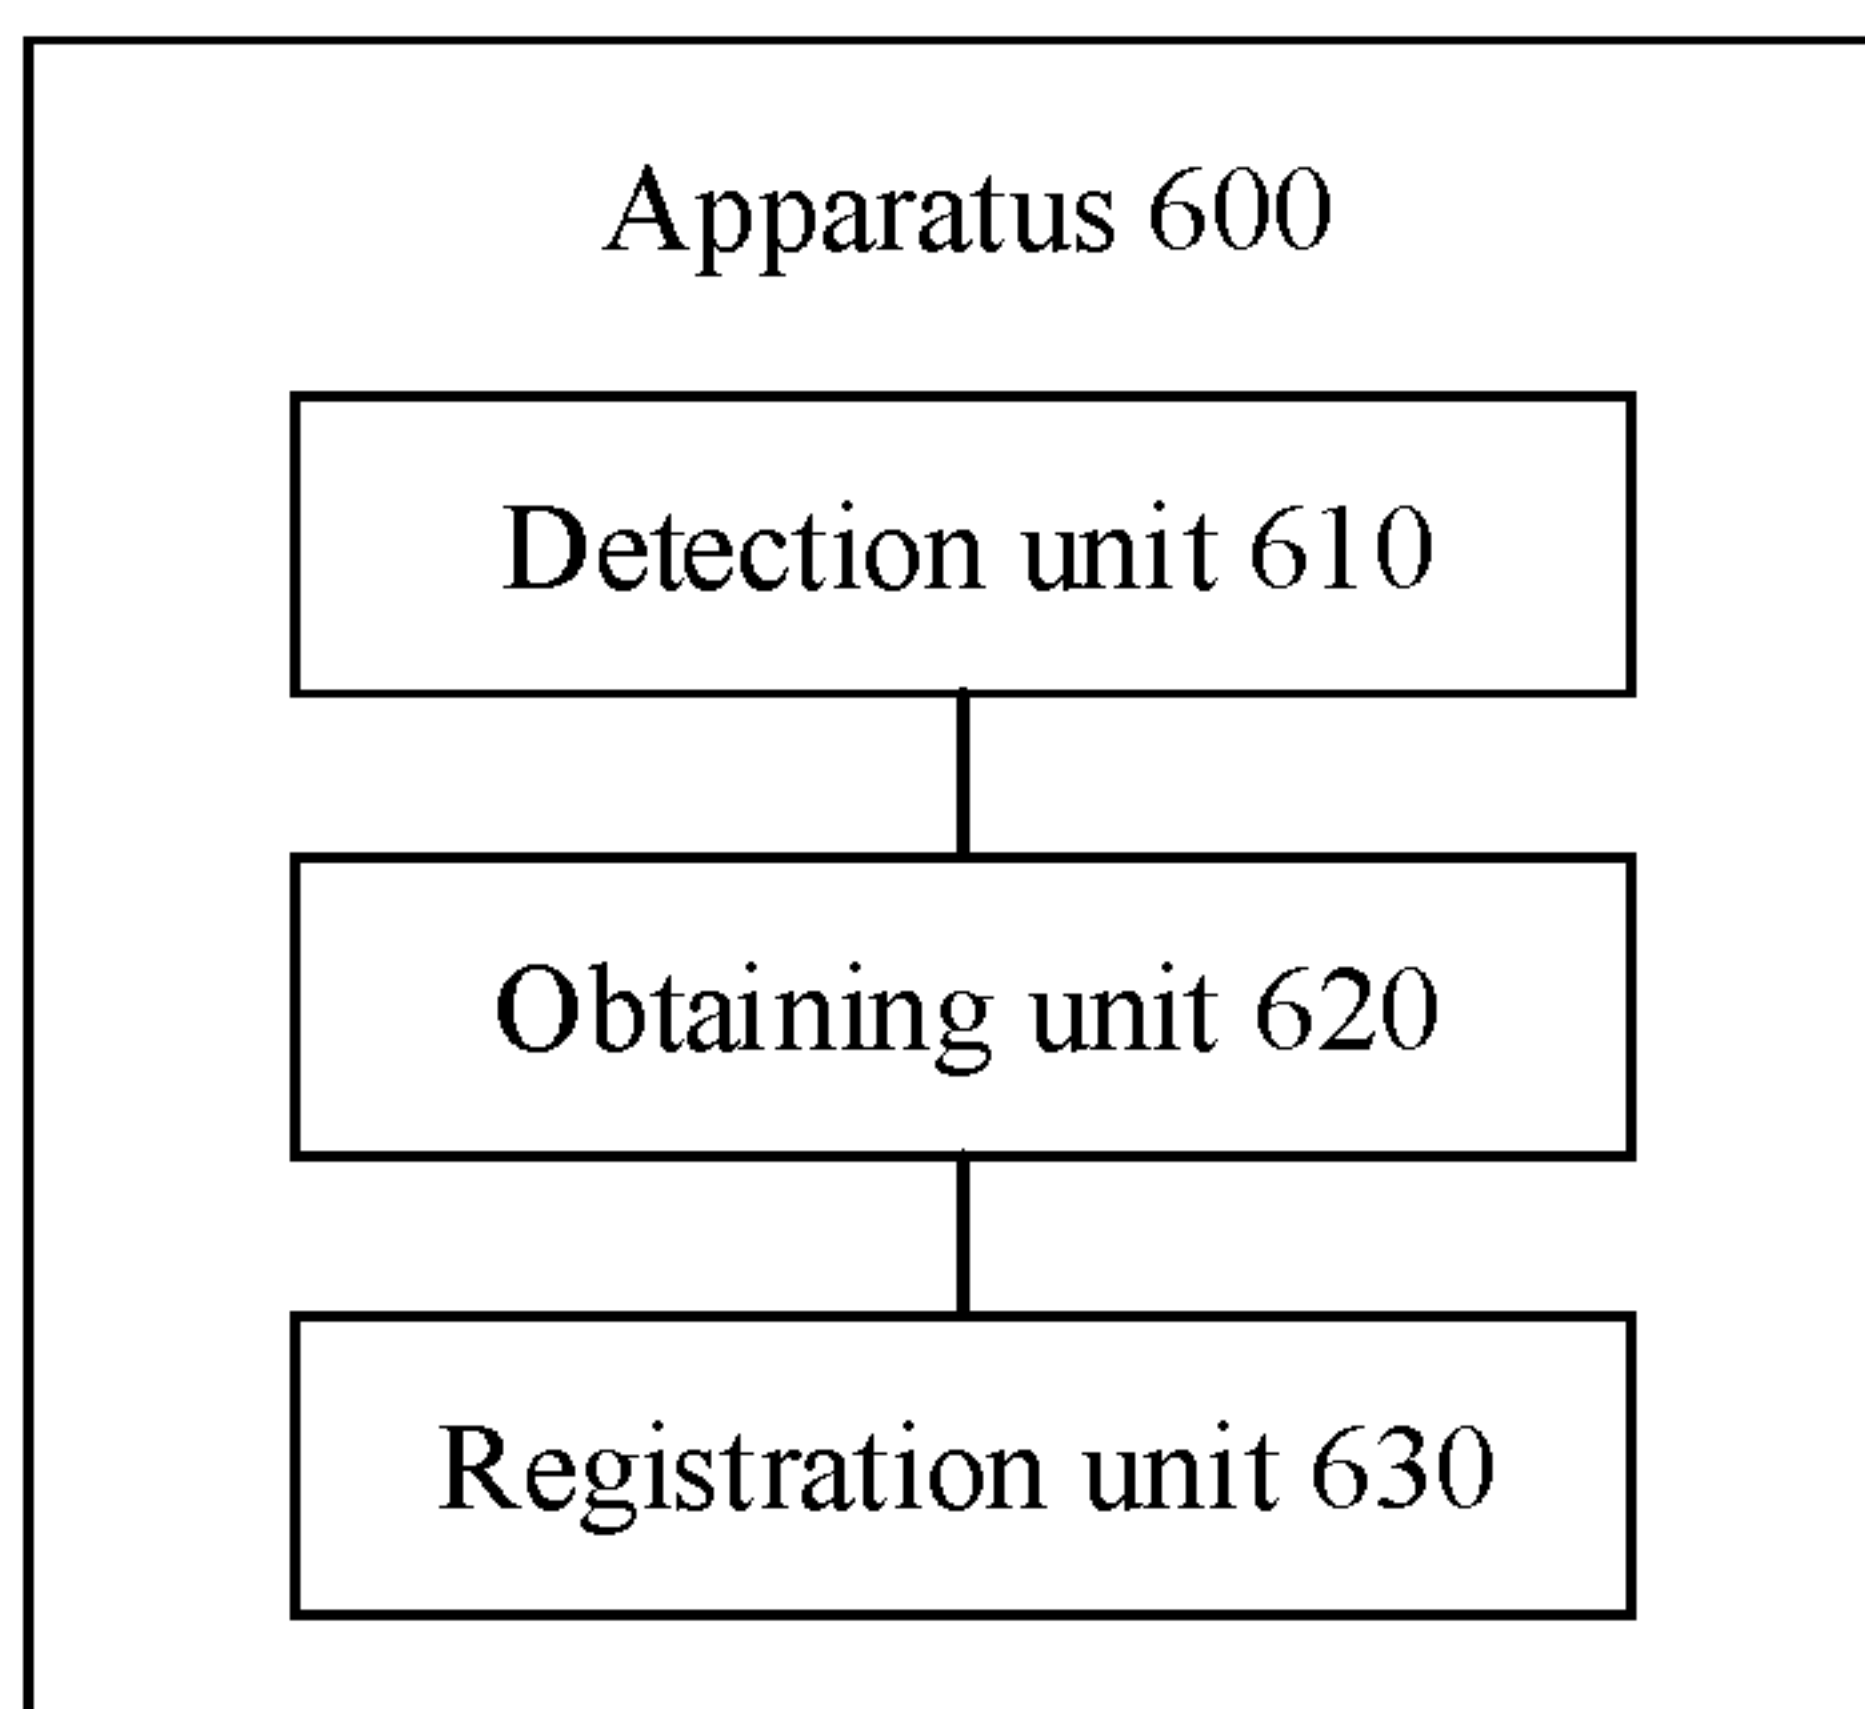 Apparatus 600
Detection unit 610
Obtaining unit 620
Registration unit 630